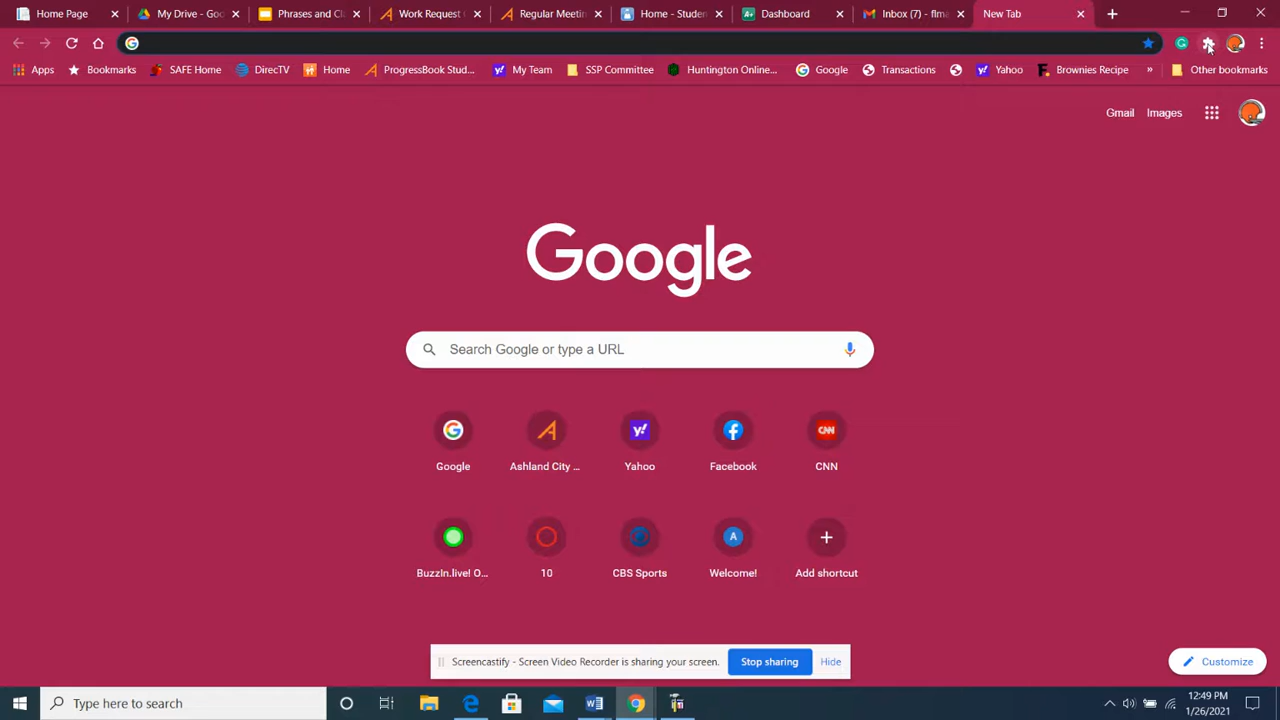 Home Page
My Drive - Goo
Phrases and Cl
Work Request
Regular Meetin
Home - Studen
Dashboard
Inbox (7) - flma
New Tab
Apps
Bookmarks
SAFE Home
DirecTV
Home
ProgressBook Stud...
My Team
SSP Committee
Huntington Online...
Google
Transactions
Yahoo
Brownies Recipe
»
Other bookmarks
Gmail
Images
Google
Search Google or type a URL
Google
Ashland City ...
Yahoo
Facebook
CNN
BuzzIn.live! O...
10
CBS Sports
A
Welcome!
Add shortcut
Screencastify - Screen Video Recorder is sharing your screen.
Stop sharing
Hide
Customize
Type here to search
12:49 PM
1/26/2021